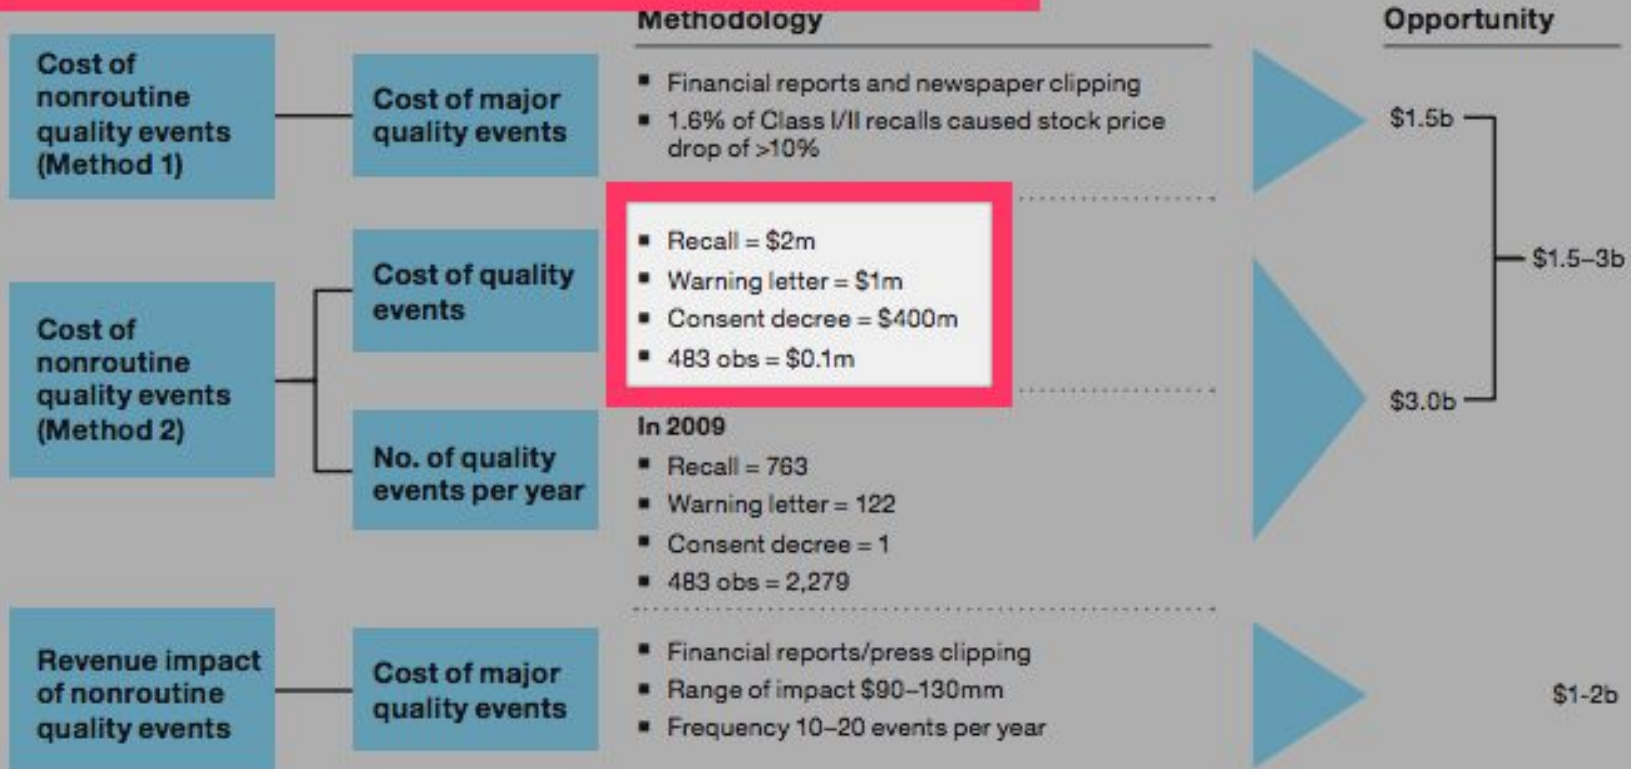 Methodology
Opportunity
Cost of
nonroutine
quality events
(Method 1)
Cost of major
quality events
▪ Financial reports and newspaper clipping
▪ 1.6% of Class I/II recalls caused stock price
drop of >10%
$1.5b
$1.5–3b
Cost of
nonroutine
quality events
(Method 2)
Cost of quality
events
▪ Recall = $2m
▪ Warning letter = $1m
▪ Consent decree = $400m
▪ 483 obs = $0.1m
$3.0b
No. of quality
events per year
In 2009
▪ Recall = 763
▪ Warning letter = 122
▪ Consent decree = 1
▪ 483 obs = 2,279
Revenue impact
of nonroutine
quality events
Cost of major
quality events
▪ Financial reports/press clipping
▪ Range of impact $90–130mm
▪ Frequency 10–20 events per year
$1-2b